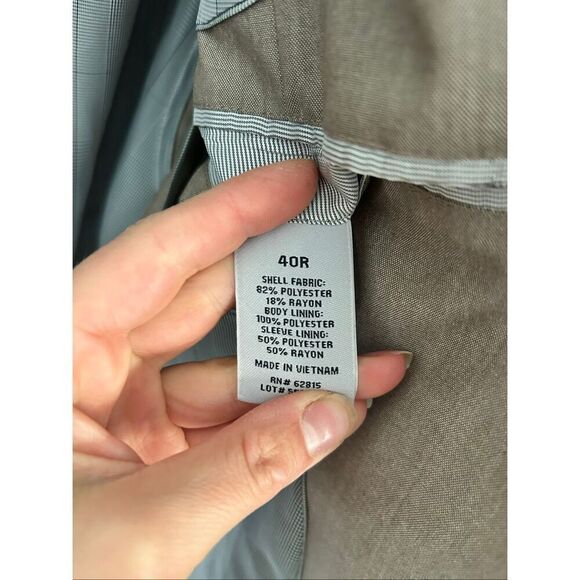 40R
SHELL FABRIC:
82% POLYESTER
18% RAYON
BODY LINING:
100% POLYESTER
SLEEVE LINING:
50% POLYESTER
50% RAYON
MADE IN VIETNAM
RN# 62815
LOT#